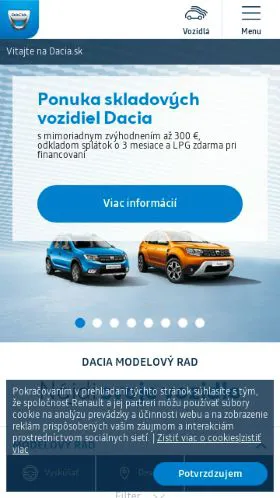 DACIA
Vozidlá
Menu
Vitajte na Dacia.sk
Ponuka skladových
vozidiel Dacia
s mimoriadnym zvýhodnením až 300 €,
odkladom splátok o 3 mesiace a LPG zdarma pri
financovaní
Viac informácií
DACIA MODELOVÝ RAD
Pokračovaním v prehliadaní týchto stránok súhlasíte s tým,
že spoločnosť Renault a jej partneri môžu používať súbory
cookie na analýzu prevádzky a účinnosti webu a na zobrazenie
reklám prispôsobených vašim záujmom a interakciám
prostredníctvom sociálnych sietí. | Zistiť viac o cookies|zistiť
viac
Potvrdzujem